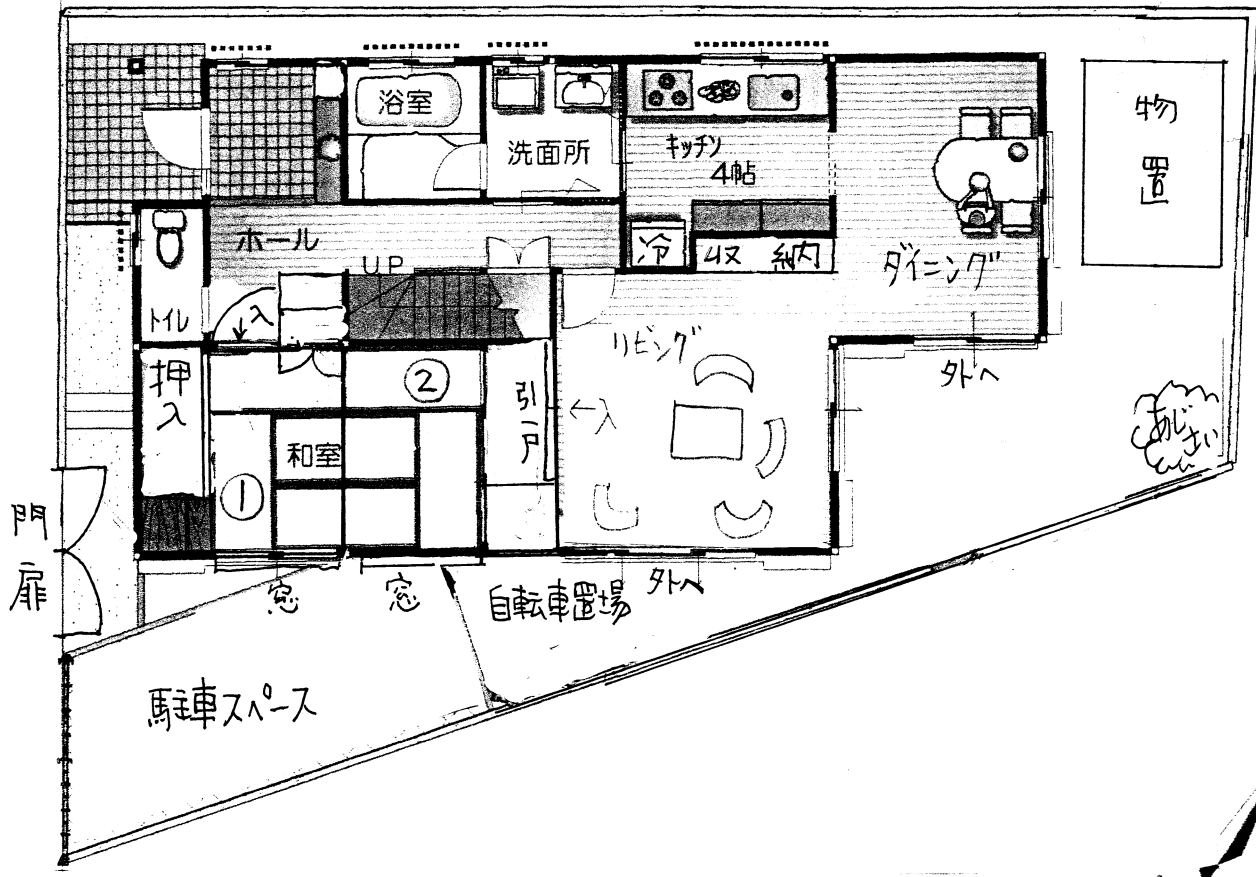 浴室
洗面所
キッチン
4帖
物
置
ホール
UP
冷
収納
ダイニング
トイレ
入
リビング
外へ
押
入
②
引
戸
入
あじ
さい
和室
①
門
扉
窓
窓
自転車置場
外へ
駐車スペース